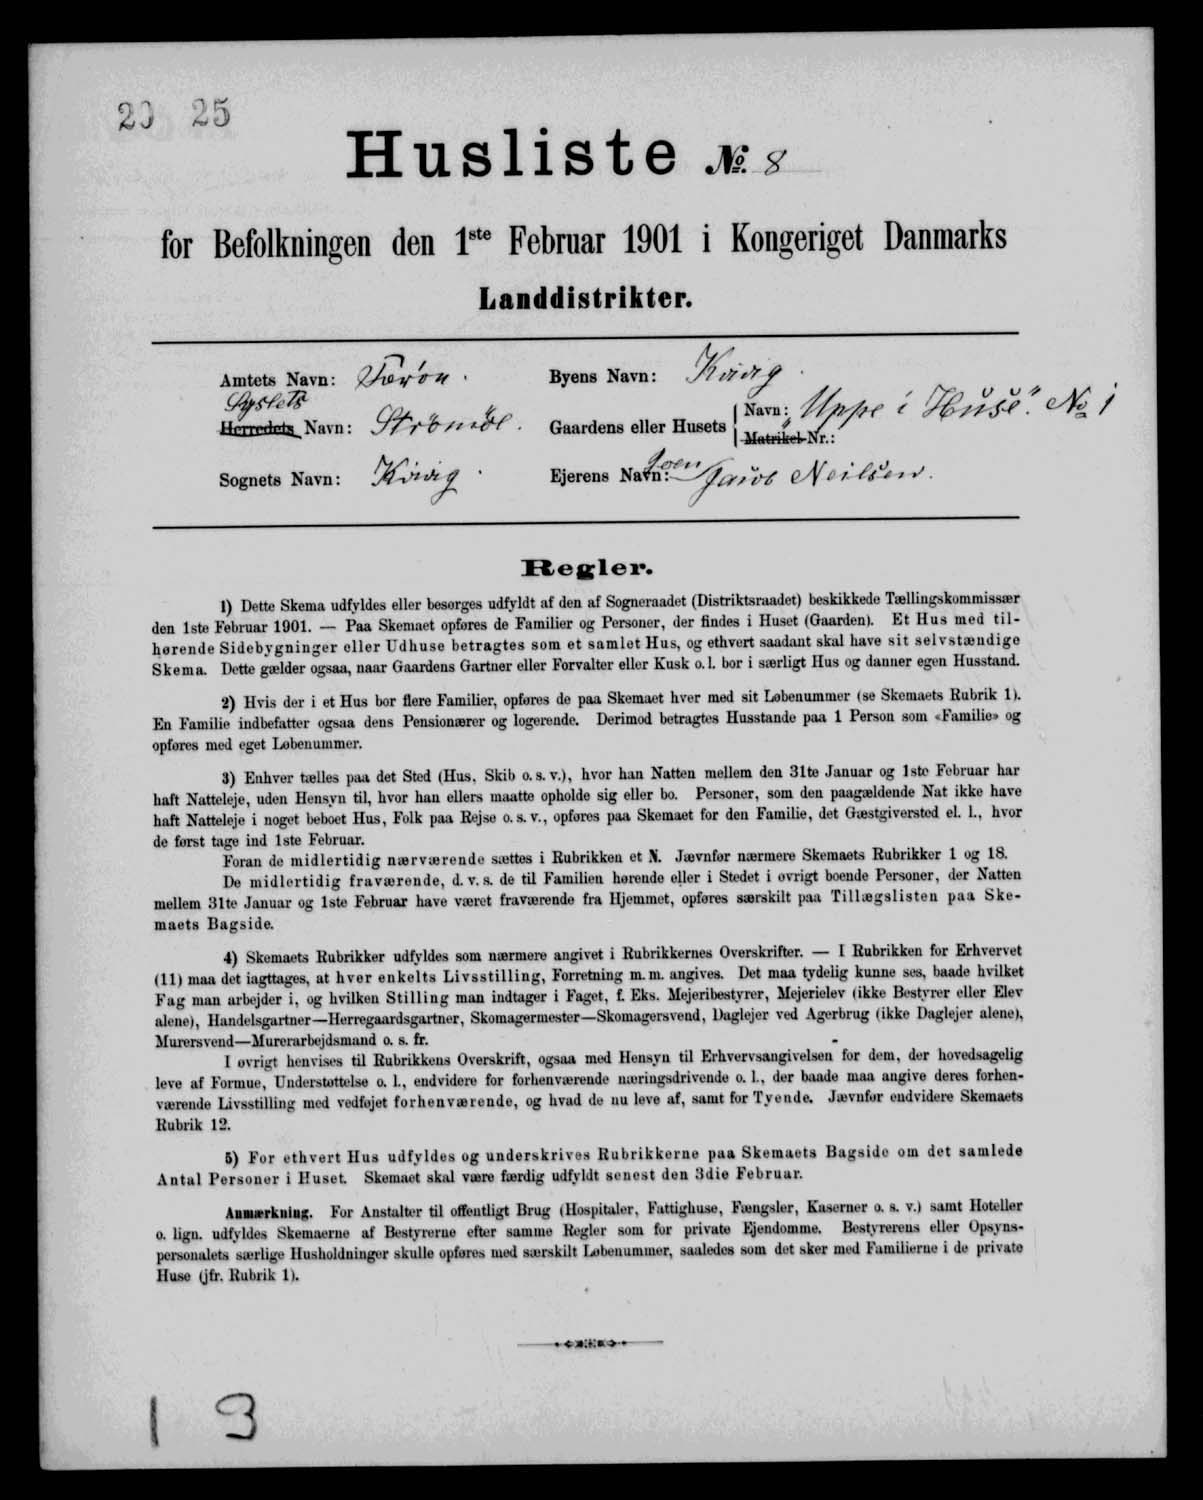 20 25
Husliste №. 8
for Befolkningen den 1ste Februar 1901 i Kongeriget Danmarks
Landdistrikter.
Amtets Navn: Færöen. Byens Navn: Kvivig.
Syslets
Herredets Navn: Strömöe. Gaardens eller Husets Navn: "Uppe i Húse". No 1
Matrikel-Nr.:
Sognets Navn: Kvivig. Ejerens Navn: Joen Jacob Neilsen.
Regler.
1) Dette Skema udfyldes eller besørges udfyldt af den af Sogneraadet (Distriktsraadet) beskikkede Tællingskommissær
den 1ste Februar 1901. — Paa Skemaet opføres de Familier og Personer, der findes i Huset (Gaarden). Et Hus med til-
hørende Sidebygninger eller Udhuse betragtes som et samlet Hus, og ethvert saadant skal have sit selvstændige
Skema. Dette gælder ogsaa, naar Gaardens Gartner eller Forvalter eller Kusk o. l. bor i særligt Hus og danner egen Husstand.
2) Hvis der i et Hus bor flere Familier, opføres de paa Skemaet hver med sit Løbenummer (se Skemaets Rubrik 1).
En Familie indbefatter ogsaa dens Pensionærer og logerende. Derimod betragtes Husstande paa 1 Person som «Familie» og
opføres med eget Løbenummer.
3) Enhver tælles paa det Sted (Hus, Skib o. s. v.), hvor han Natten mellem den 31te Januar og 1ste Februar har
haft Natteleje, uden Hensyn til, hvor han ellers maatte opholde sig eller bo. Personer, som den paagældende Nat ikke have
haft Natteleje i noget beboet Hus, Folk paa Rejse o. s. v., opføres paa Skemaet for den Familie, det Gæstgiversted el. l., hvor
de først tage ind 1ste Februar.
Foran de midlertidig nærværende sættes i Rubrikken et N. Jævnfør nærmere Skemaets Rubrikker 1 og 18.
De midlertidig fraværende, d. v. s. de til Familien hørende eller i Stedet i øvrigt boende Personer, der Natten
mellem 31te Januar og 1ste Februar have været fraværende fra Hjemmet, opføres særskilt paa Tillægslisten paa Ske-
maets Bagside.
4) Skemaets Rubrikker udfyldes som nærmere angivet i Rubrikkernes Overskrifter. — I Rubrikken for Erhvervet
(11) maa det iagttages, at hver enkelts Livsstilling, Forretning m. m. angives. Det maa tydelig kunne ses, baade hvilket
Fag man arbejder i, og hvilken Stilling man indtager i Faget, f. Eks. Mejeribestyrer, Mejerielev (ikke Bestyrer eller Elev
alene), Handelsgartner—Herregaardsgartner, Skomagermester—Skomagersvend, Daglejer ved Agerbrug (ikke Daglejer alene),
Murersvend—Murerarbejdsmand o. s. fr.
I øvrigt henvises til Rubrikkens Overskrift, ogsaa med Hensyn til Erhvervsangivelsen for dem, der hovedsagelig
leve af Formue, Understøttelse o. l., endvidere for forhenværende næringsdrivende o. l., der baade maa angive deres forhen-
værende Livsstilling med vedføjet forhenværende, og hvad de nu leve af, samt for Tyende. Jævnfør endvidere Skemaets
Rubrik 12.
5) For ethvert Hus udfyldes og underskrives Rubrikkerne paa Skemaets Bagside om det samlede
Antal Personer i Huset. Skemaet skal være færdig udfyldt senest den 3die Februar.
Anmærkning. For Anstalter til offentligt Brug (Hospitaler, Fattighuse, Fængsler, Kaserner o. s. v.) samt Hoteller
o. lign. udfyldes Skemaerne af Bestyrerne efter samme Regler som for private Ejendomme. Bestyrerens eller Opsyns-
personalets særlige Husholdninger skulle opføres med særskilt Løbenummer, saaledes som det sker med Familierne i de private
Huse (jfr. Rubrik 1).
1 3